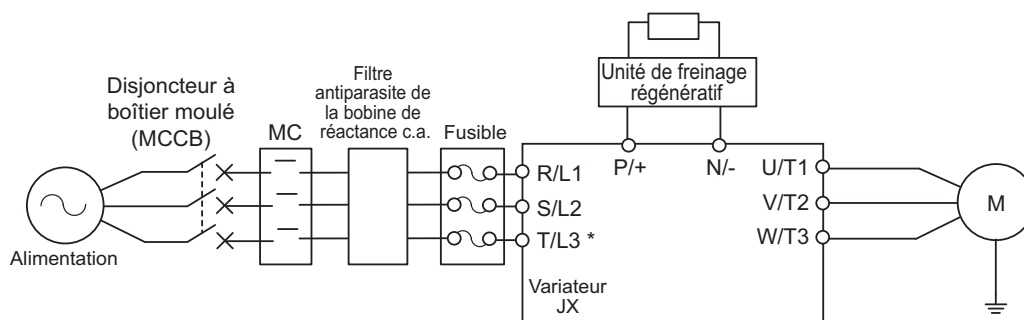 Disjoncteur à
boîtier moulé
(MCCB)
Alimentation
MC
Filtre
antiparasite de
la bobine de
réactance c.a.
Fusible
Unité de freinage
régénératif
P/+
N/-
R/L1
S/L2
T/L3 *
Variateur
JX
U/T1
V/T2
W/T3
M